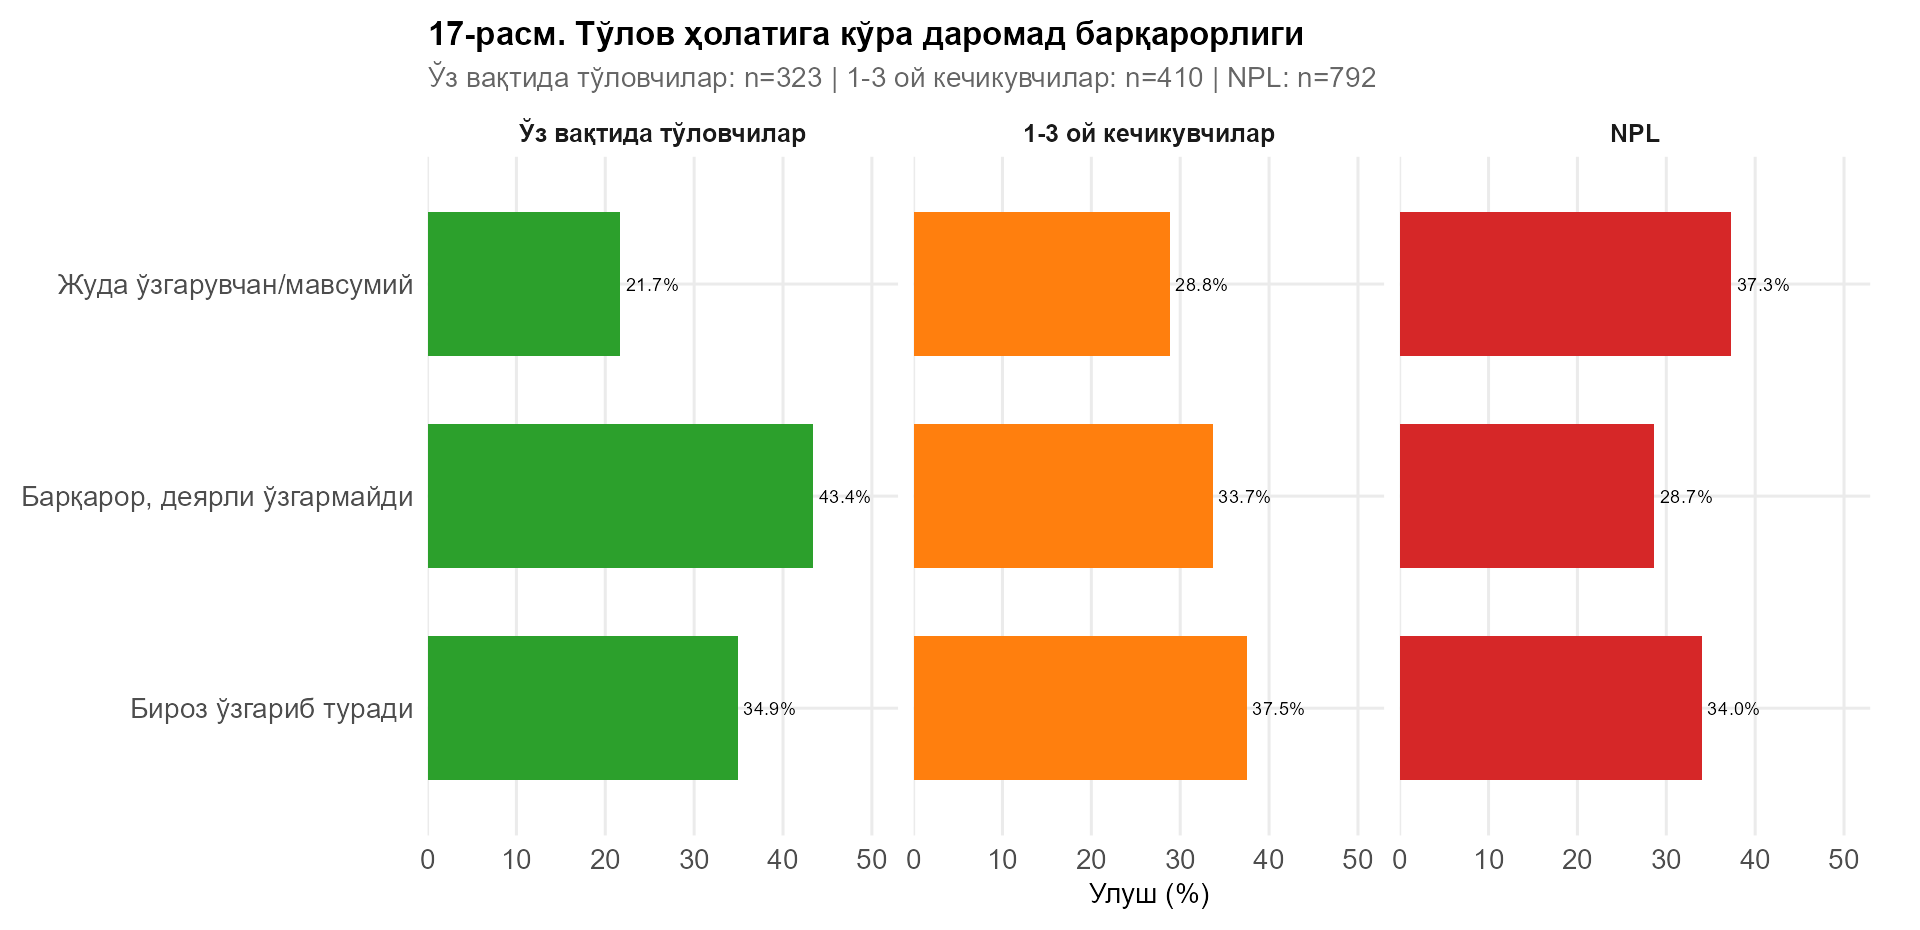 17-расм. Тўлов ҳолатига кўра даромад барқарорлиги
Ўз вақтида тўловчилар: n=323 | 1-3 ой кечикувчилар: n=410 | NPL: n=792
Ўз вақтида тўловчилар 1-3 ой кечикувчилар NPL
Жуда ўзгарувчан/мавсумий 21.7% 28.8% 37.3%
Барқарор, деярли ўзгармайди 43.4% 33.7% 28.7%
Бироз ўзгариб туради 34.9% 37.5% 34.0%
0 10 20 30 40 50 0 10 20 30 40 50 0 10 20 30 40 50
Улуш (%)